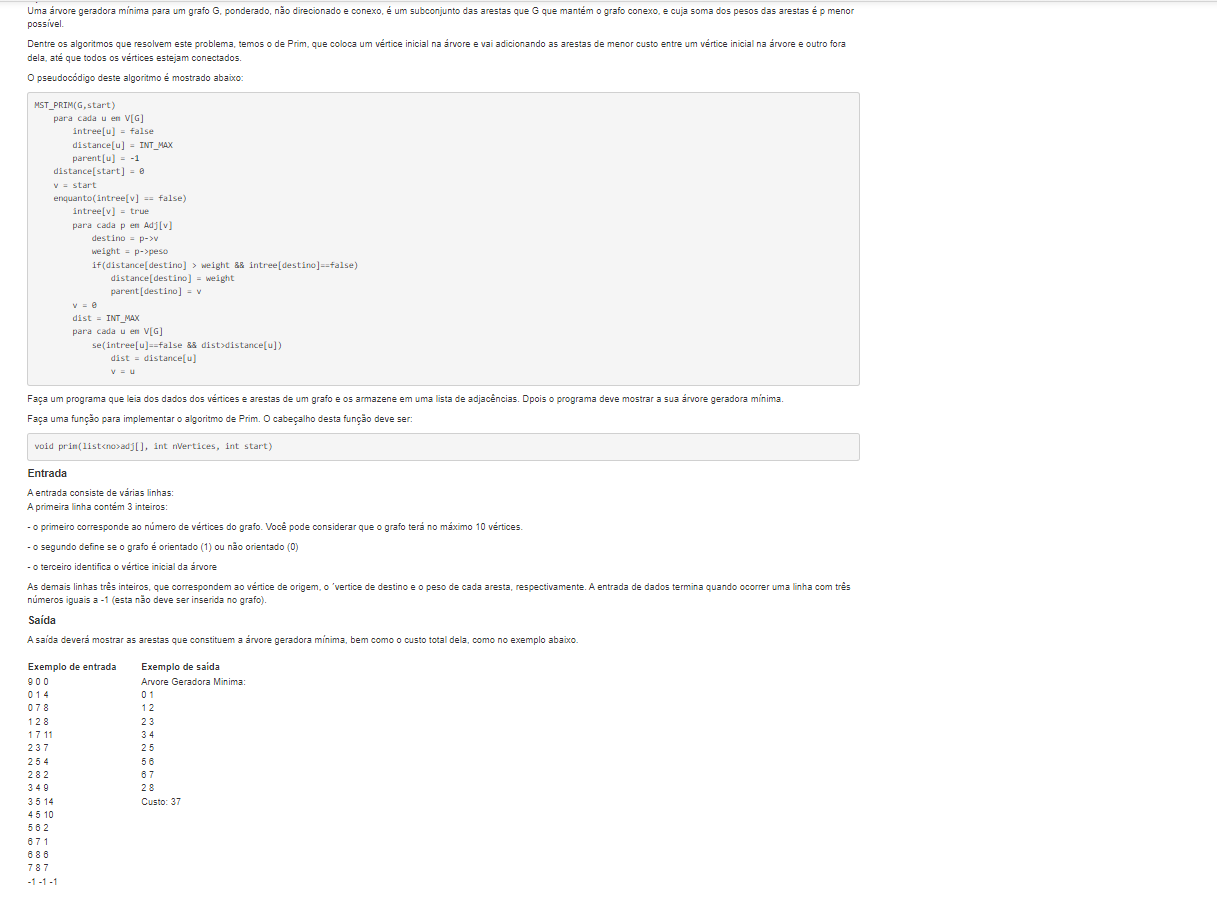 Uma árvore geradora mínima para um grafo G, ponderado, não direcionado e conexo, é um subconjunto das arestas que G que mantém o grafo conexo, e cuja soma dos pesos das arestas é p menor
possível.
Dentre os algoritmos que resolvem este problema, temos o de Prim, que coloca um vértice inicial na árvore e vai adicionando as arestas de menor custo entre um vértice inicial na árvore e outro fora
dela, até que todos os vértices estejam conectados.
O pseudocódigo deste algoritmo é mostrado abaixo:
MST_PRIM(G,start)
    para cada u em V[G]
        intree[u] = false
        distance[u] = INT_MAX
        parent[u] = -1
    distance[start] = 0
    v = start
    enquanto(intree[v] == false)
        intree[v] = true
        para cada p em Adj[v]
            destino = p->v
            weight = p->peso
            if(distance[destino] > weight && intree[destino]==false)
                distance[destino] = weight
                parent[destino] = v
        v = 0
        dist = INT_MAX
        para cada u em V[G]
            se(intree[u]==false && dist>distance[u])
                dist = distance[u]
                v = u
Faça um programa que leia dos dados dos vértices e arestas de um grafo e os armazene em uma lista de adjacências. Dpois o programa deve mostrar a sua árvore geradora mínima.
Faça uma função para implementar o algoritmo de Prim. O cabeçalho desta função deve ser:
void prim(list<no>adj[], int nVertices, int start)
Entrada
A entrada consiste de várias linhas:
A primeira linha contém 3 inteiros:
- o primeiro corresponde ao número de vértices do grafo. Você pode considerar que o grafo terá no máximo 10 vértices.
- o segundo define se o grafo é orientado (1) ou não orientado (0)
- o terceiro identifica o vértice inicial da árvore
As demais linhas três inteiros, que correspondem ao vértice de origem, o ´vertice de destino e o peso de cada aresta, respectivamente. A entrada de dados termina quando ocorrer uma linha com três
números iguais a -1 (esta não deve ser inserida no grafo).
Saída
A saída deverá mostrar as arestas que constituem a árvore geradora mínima, bem como o custo total dela, como no exemplo abaixo.
Exemplo de entrada
9 0 0
0 1 4
0 7 8
1 2 8
1 7 11
2 3 7
2 5 4
2 8 2
3 4 9
3 5 14
4 5 10
5 6 2
6 7 1
6 8 6
7 8 7
-1 -1 -1
Exemplo de saída
Arvore Geradora Minima:
0 1
1 2
2 3
3 4
2 5
5 6
6 7
2 8
Custo: 37